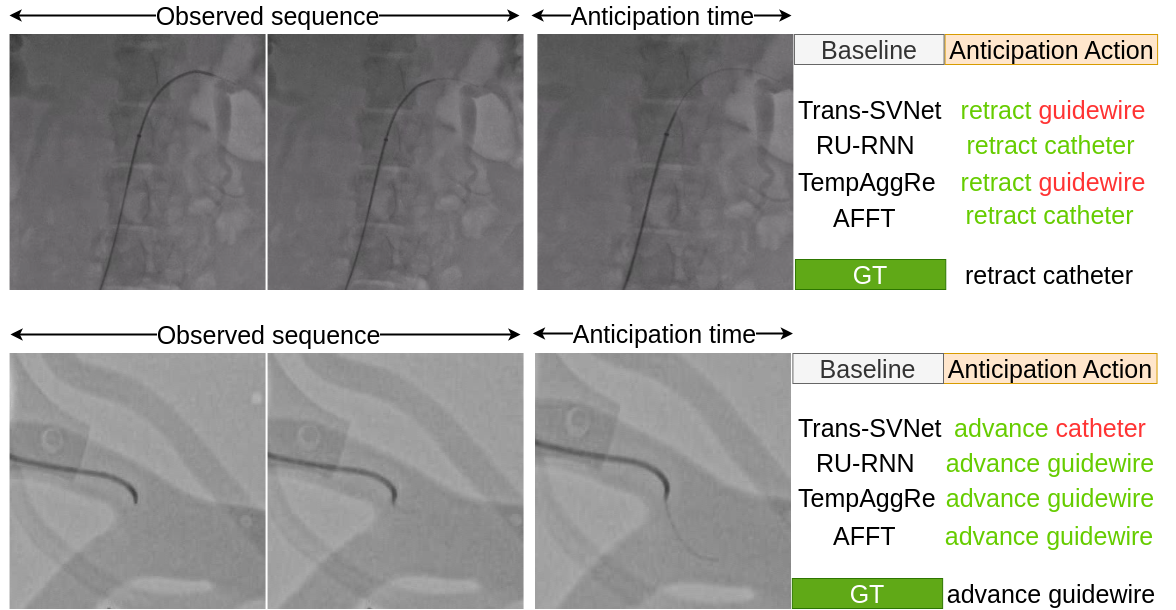 Observed sequence Anticipation time
Baseline Anticipation Action
Trans-SVNet retract guidewire
RU-RNN retract catheter
TempAggRe retract guidewire
AFFT retract catheter
GT retract catheter
Observed sequence Anticipation time
Baseline Anticipation Action
Trans-SVNet advance catheter
RU-RNN advance guidewire
TempAggRe advance guidewire
AFFT advance guidewire
GT advance guidewire